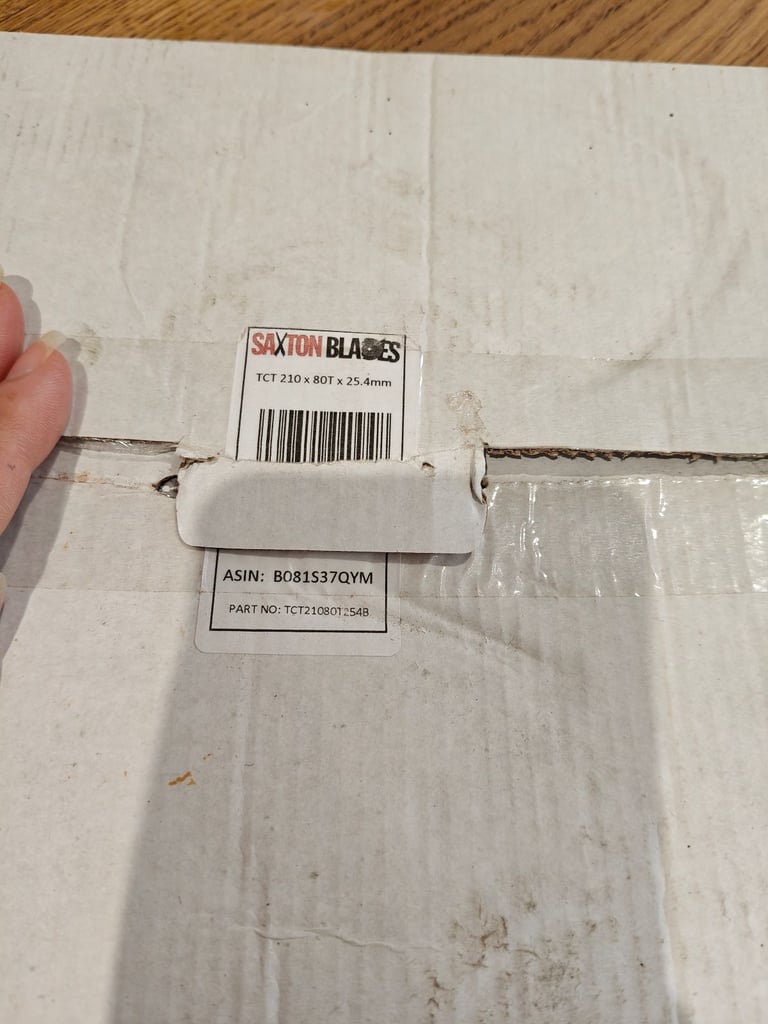 SAXTON BLADES
TCT 210 x 80T x 25.4mm
ASIN: B081S37QYM
PART NO: TCT21080T254B